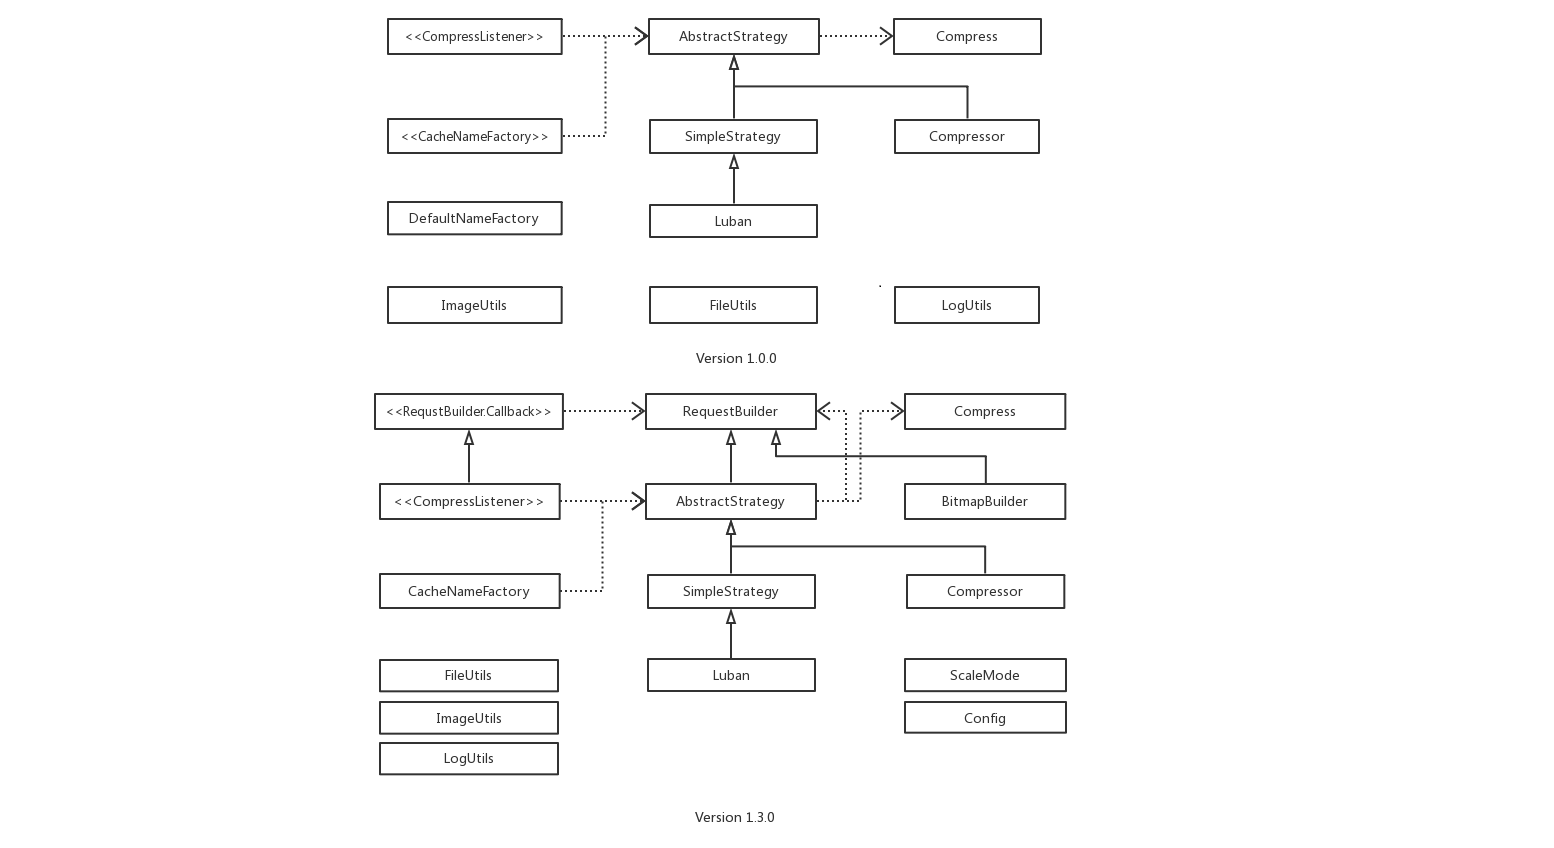 <<CompressListener>>
AbstractStrategy
Compress
<<CacheNameFactory>>
SimpleStrategy
Compressor
DefaultNameFactory
Luban
ImageUtils
FileUtils
LogUtils
Version 1.0.0
<<RequstBuilder.Callback>>
RequestBuilder
Compress
<<CompressListener>>
AbstractStrategy
BitmapBuilder
CacheNameFactory
SimpleStrategy
Compressor
FileUtils
Luban
ScaleMode
ImageUtils
Config
LogUtils
Version 1.3.0